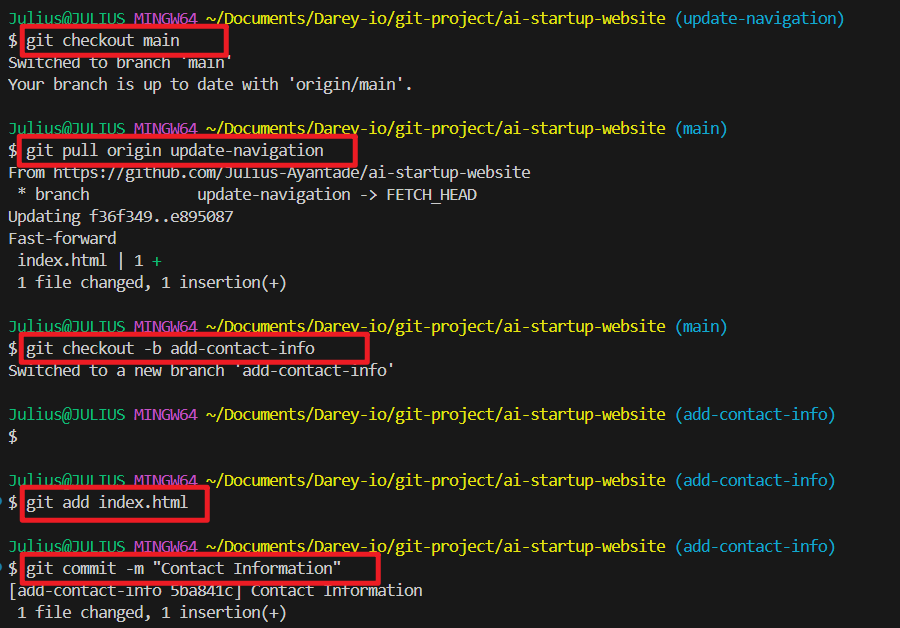 Julius@JULIUS MINGW64 ~/Documents/Darey-io/git-project/ai-startup-website (update-navigation)
$ git checkout main
Switched to branch 'main'
Your branch is up to date with 'origin/main'.
Julius@JULIUS MINGW64 ~/Documents/Darey-io/git-project/ai-startup-website (main)
$ git pull origin update-navigation
From https://github.com/Julius-Ayantade/ai-startup-website
 * branch            update-navigation -> FETCH_HEAD
Updating f36f349..e895087
Fast-forward
 index.html | 1 +
 1 file changed, 1 insertion(+)
Julius@JULIUS MINGW64 ~/Documents/Darey-io/git-project/ai-startup-website (main)
$ git checkout -b add-contact-info
Switched to a new branch 'add-contact-info'
Julius@JULIUS MINGW64 ~/Documents/Darey-io/git-project/ai-startup-website (add-contact-info)
$
Julius@JULIUS MINGW64 ~/Documents/Darey-io/git-project/ai-startup-website (add-contact-info)
$ git add index.html
Julius@JULIUS MINGW64 ~/Documents/Darey-io/git-project/ai-startup-website (add-contact-info)
$ git commit -m "Contact Information"
[add-contact-info 5ba841c] Contact Information
 1 file changed, 1 insertion(+)